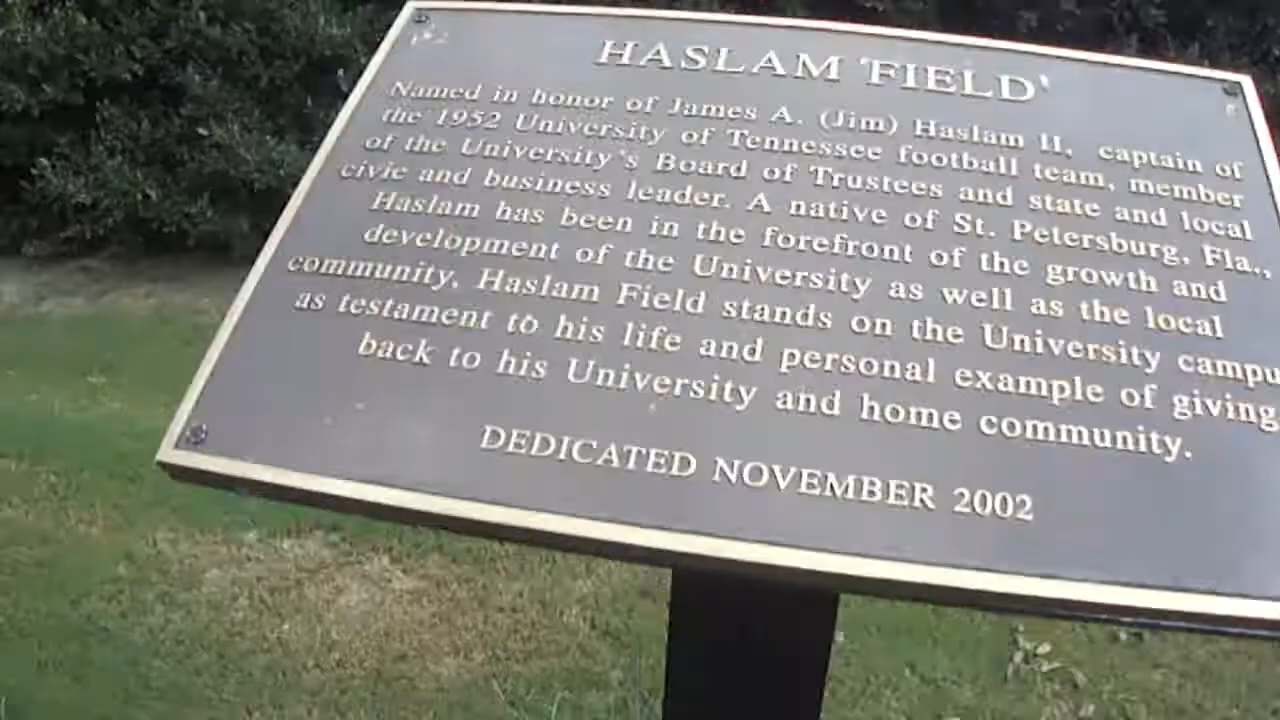 HASLAM FIELD
Named in honor of James A. (Jim) Haslam II, captain of
the 1952 University of Tennessee football team, member
of the University's Board of Trustees and state and local
civic and business leader. A native of St. Petersburg, Fla.,
Haslam has been in the forefront of the growth and
development of the University as well as the local
community. Haslam Field stands on the University campu
as testament to his life and personal example of giving
back to his University and home community.
DEDICATED NOVEMBER 2002